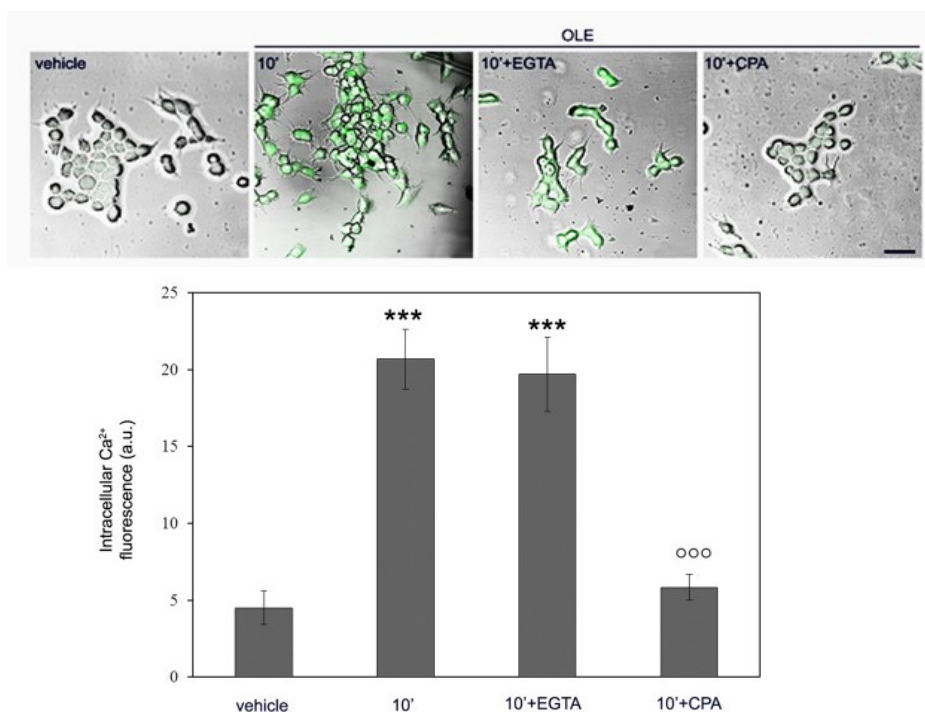 OLE
vehicle 10' 10'+EGTA 10'+CPA
25
***
***
20
15
Intracellular Ca²⁺
fluorescence (a.u.)
10
○○○
5
0
vehicle 10' 10'+EGTA 10'+CPA